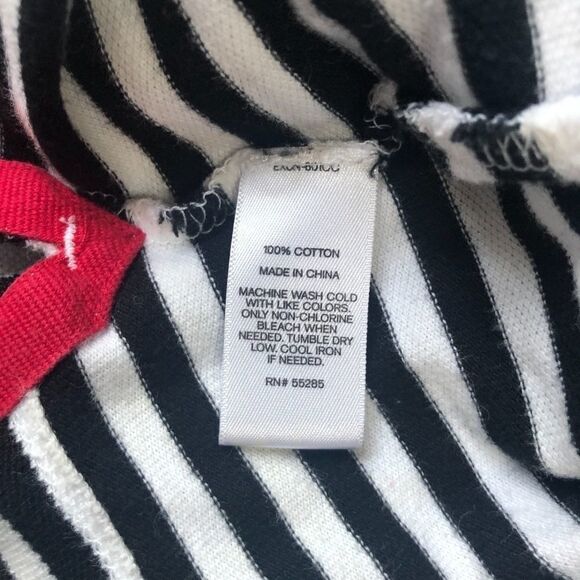 100% COTTON
MADE IN CHINA
MACHINE WASH COLD
WITH LIKE COLORS.
ONLY NON-CHLORINE
BLEACH WHEN
NEEDED. TUMBLE DRY
LOW. COOL IRON
IF NEEDED.
RN# 55285